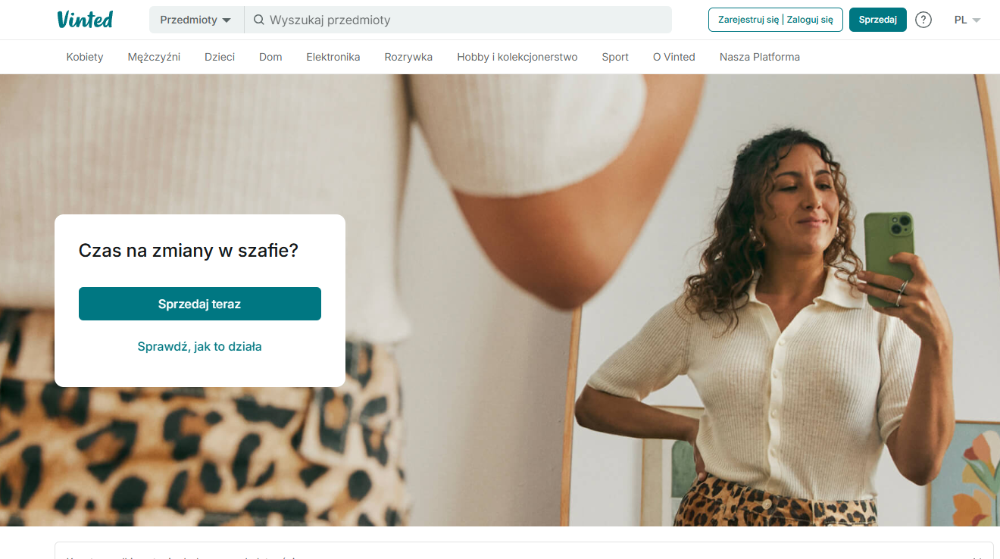 Vinted
Przedmioty
Wyszukaj przedmioty
Zarejestruj się | Zaloguj się
Sprzedaj
?
PL
Kobiety
Mężczyźni
Dzieci
Dom
Elektronika
Rozrywka
Hobby i kolekcjonerstwo
Sport
O Vinted
Nasza Platforma
Czas na zmiany w szafie?
Sprzedaj teraz
Sprawdź, jak to działa